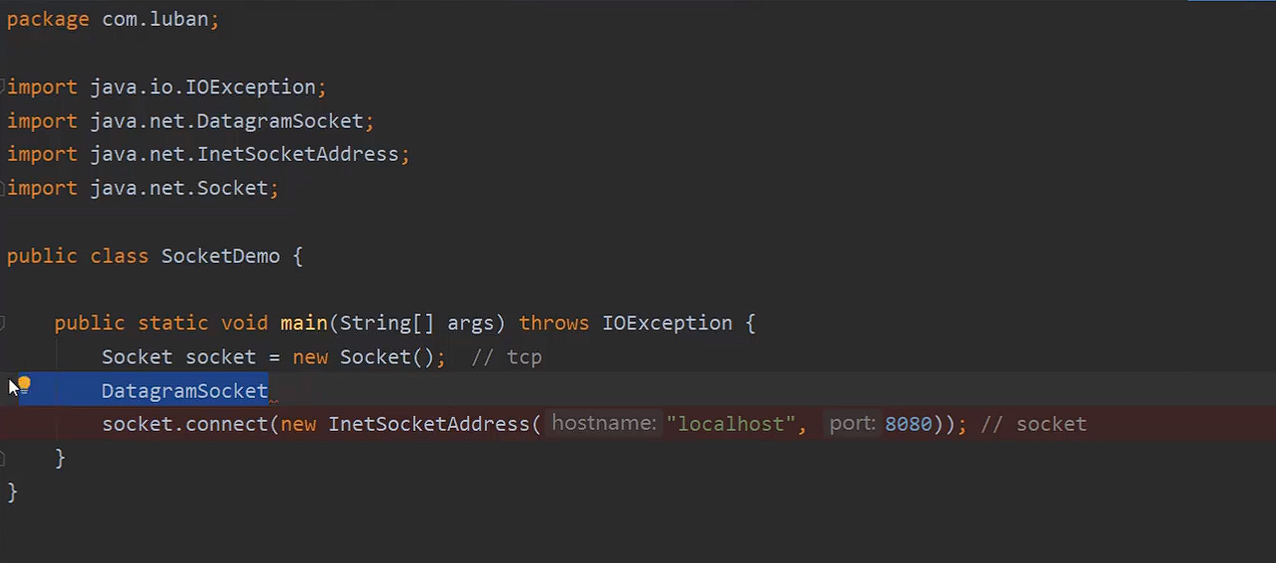 package com.luban;
import java.io.IOException;
import java.net.DatagramSocket;
import java.net.InetSocketAddress;
import java.net.Socket;
public class SocketDemo {
public static void main(String[] args) throws IOException {
Socket socket = new Socket(); // tcp
DatagramSocket
socket.connect(new InetSocketAddress( hostname: "localhost", port: 8080)); // socket
}
}